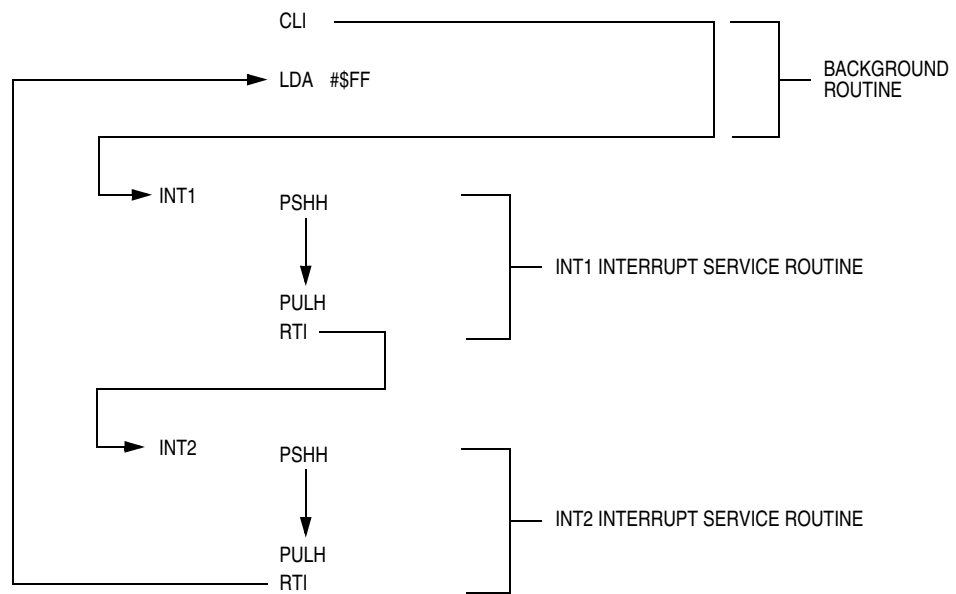 CLI
LDA #$FF
BACKGROUND
ROUTINE
INT1
PSHH
INT1 INTERRUPT SERVICE ROUTINE
PULH
RTI
INT2
PSHH
INT2 INTERRUPT SERVICE ROUTINE
PULH
RTI